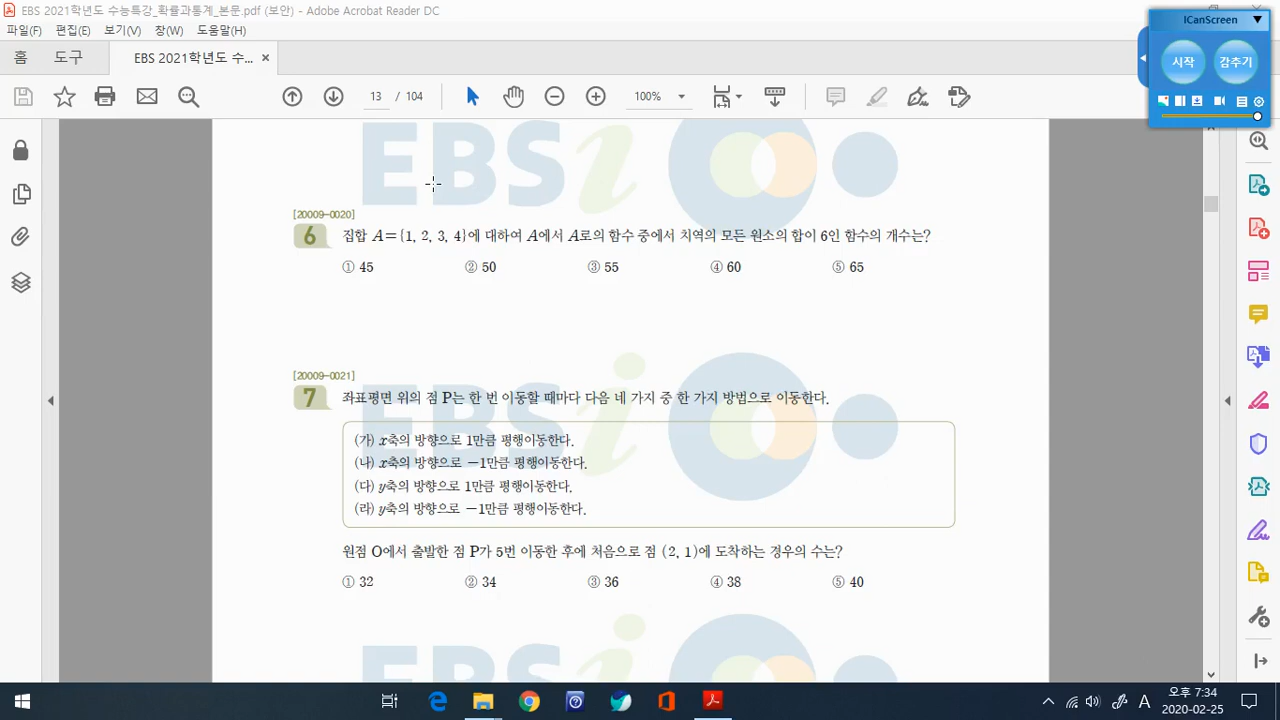 EBS 2021학년도 수능특강_확률과통계_본문.pdf (보안) - Adobe Acrobat Reader DC
파일(F) 편집(E) 보기(V) 창(W) 도움말(H)
홈 도구 EBS 2021학년도 수... ×
13 / 104 100%
ICanScreen
시작 감추기
EBSi
[20009-0020]
6 집합 A={1, 2, 3, 4}에 대하여 A에서 A로의 함수 중에서 치역의 모든 원소의 합이 6인 함수의 개수는?
① 45 ② 50 ③ 55 ④ 60 ⑤ 65
[20009-0021]
7 좌표평면 위의 점 P는 한 번 이동할 때마다 다음 네 가지 중 한 가지 방법으로 이동한다.
EBSi
(가) x축의 방향으로 1만큼 평행이동한다.
(나) x축의 방향으로 -1만큼 평행이동한다.
(다) y축의 방향으로 1만큼 평행이동한다.
(라) y축의 방향으로 -1만큼 평행이동한다.
원점 O에서 출발한 점 P가 5번 이동한 후에 처음으로 점 (2, 1)에 도착하는 경우의 수는?
① 32 ② 34 ③ 36 ④ 38 ⑤ 40
EBSi
A 오후 7:34
2020-02-25